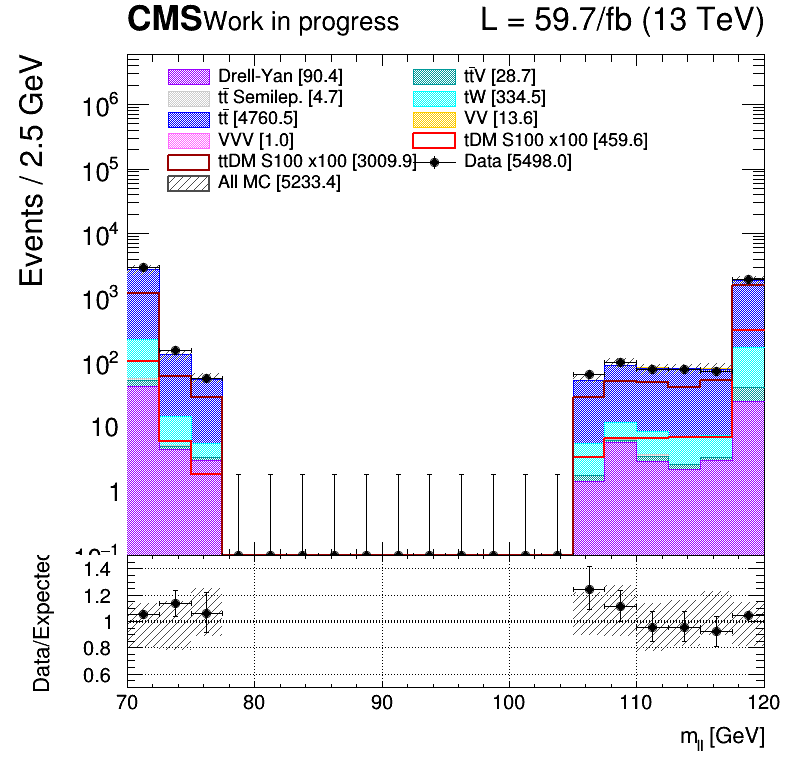 CMS Work in progress L = 59.7/fb (13 TeV)
Events / 2.5 GeV
Drell-Yan [90.4] tt̄V [28.7]
tt̄ Semilep. [4.7] tW [334.5]
tt̄ [4760.5] VV [13.6]
VVV [1.0] tDM S100 x100 [459.6]
ttDM S100 x100 [3009.9] Data [5498.0]
All MC [5233.4]
10⁶
10⁵
10⁴
10³
10²
10
1
10⁻¹
Data/Expected
1.4
1.2
1
0.8
0.6
70 80 90 100 110 120
m_ll [GeV]